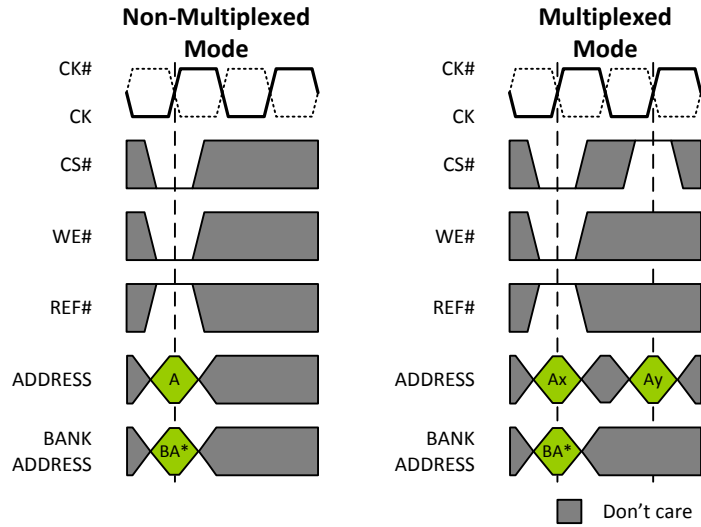 Non-Multiplexed
Mode
CK#
CK
CS#
WE#
REF#
ADDRESS
A
BANK
ADDRESS
BA*
Multiplexed
Mode
CK#
CK
CS#
WE#
REF#
ADDRESS
Ax
Ay
BANK
ADDRESS
BA*
Don't care